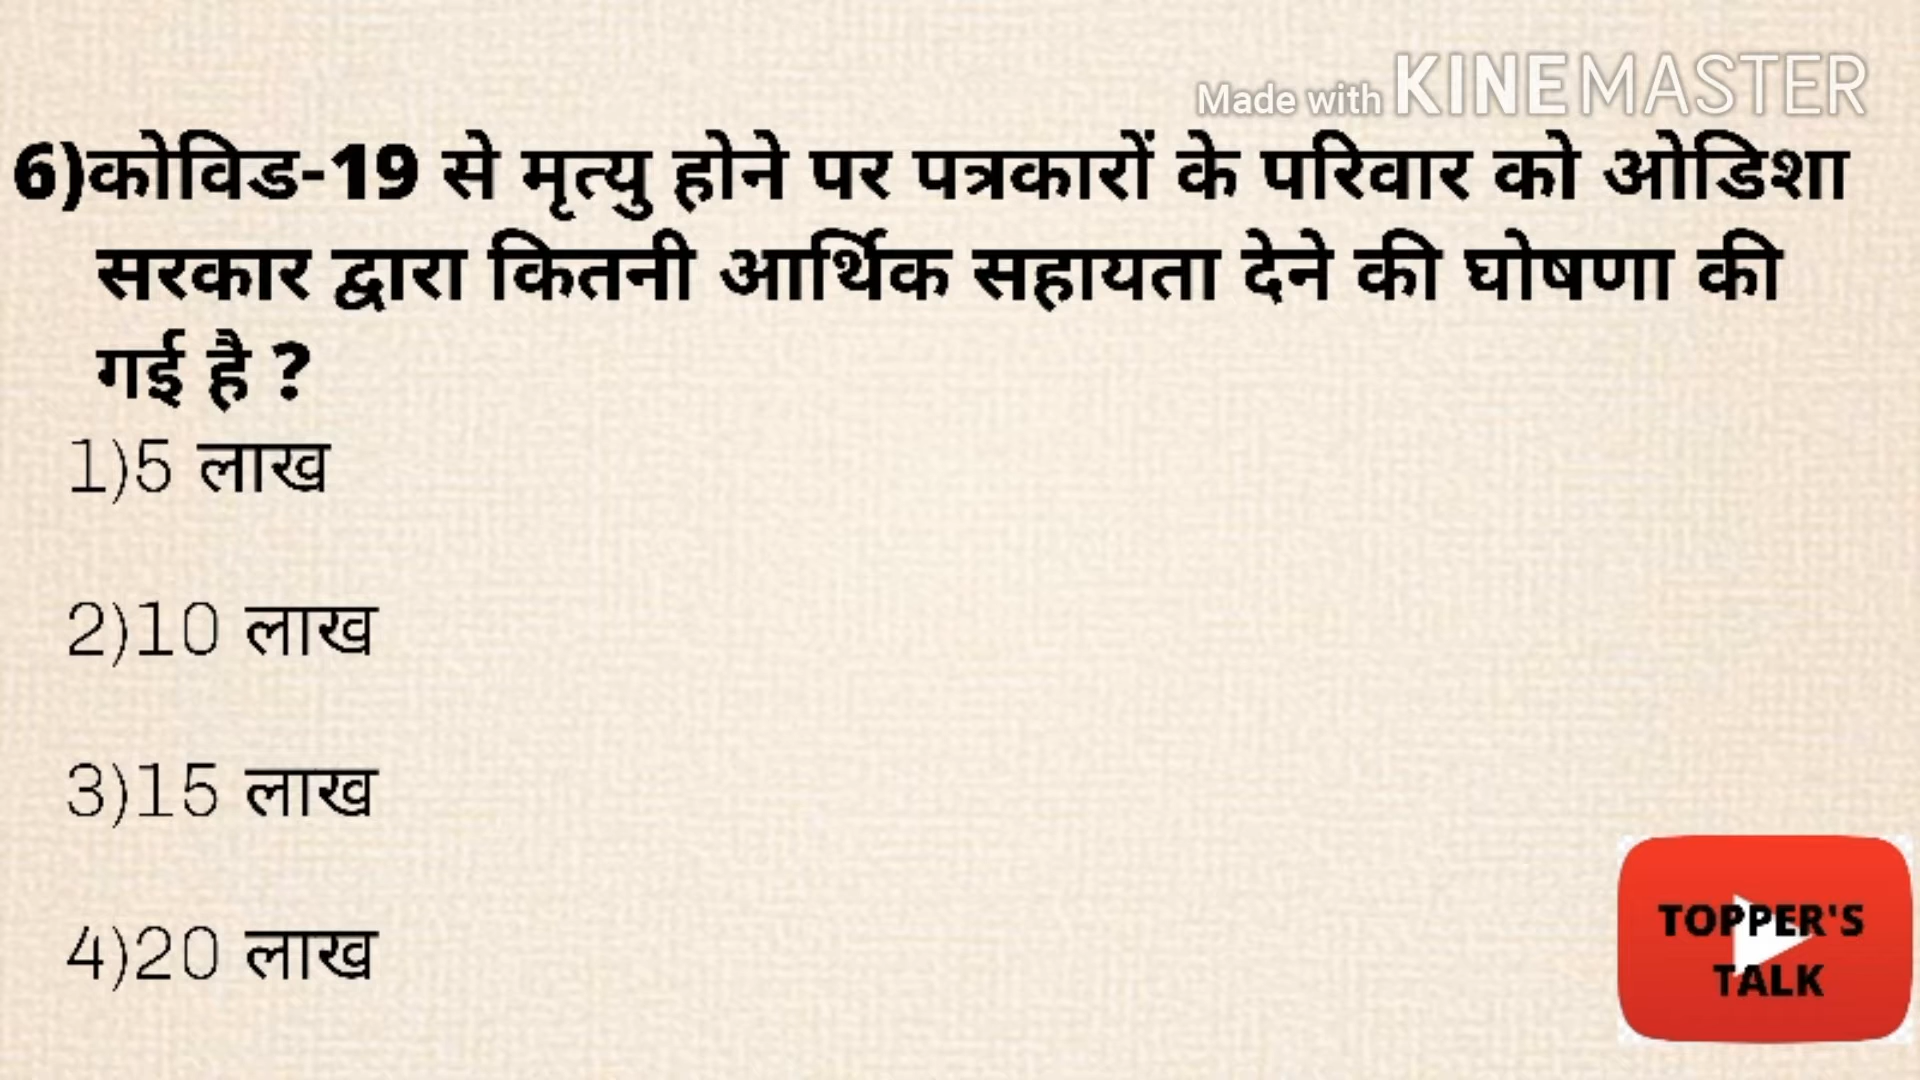 Made with KINEMASTER
6)कोविड-19 से मृत्यु होने पर पत्रकारों के परिवार को ओडिशा
सरकार द्वारा कितनी आर्थिक सहायता देने की घोषणा की
गई है ?
1)5 लाख
2)10 लाख
3)15 लाख
4)20 लाख
TOPPER'S
TALK